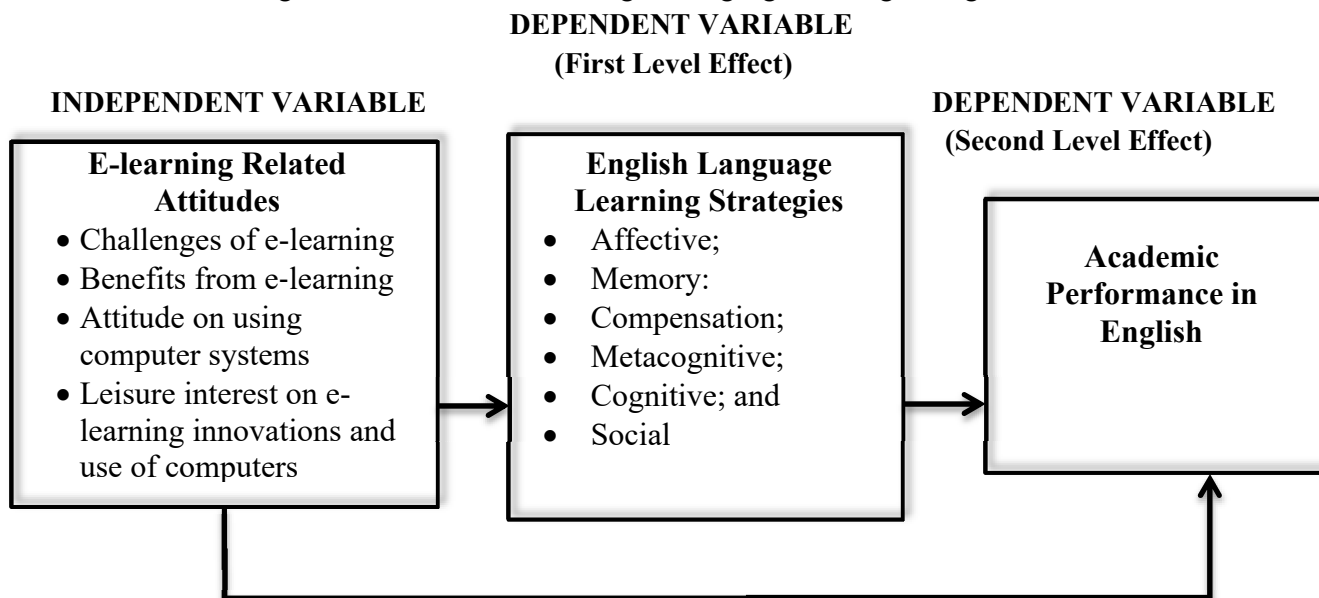 DEPENDENT VARIABLE
(First Level Effect)
INDEPENDENT VARIABLE
DEPENDENT VARIABLE
(Second Level Effect)
E-learning Related
Attitudes
• Challenges of e-learning
• Benefits from e-learning
• Attitude on using
computer systems
• Leisure interest on e-
learning innovations and
use of computers
English Language
Learning Strategies
• Affective;
• Memory:
• Compensation;
• Metacognitive;
• Cognitive; and
• Social
Academic
Performance in
English